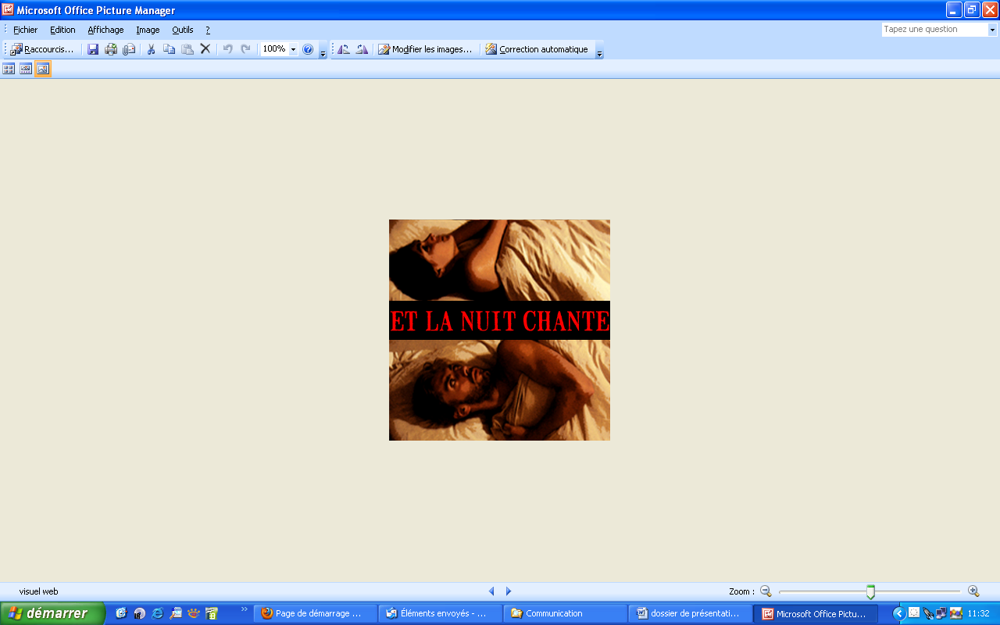 Microsoft Office Picture Manager
Fichier Edition Affichage Image Outils ? Tapez une question
Raccourcis... 100% Modifier les images... Correction automatique
ET LA NUIT CHANTE
visuel web Zoom :
démarrer Page de démarrage ... Éléments envoyés - ... Communication dossier de présentati... Microsoft Office Pictu... 11:32